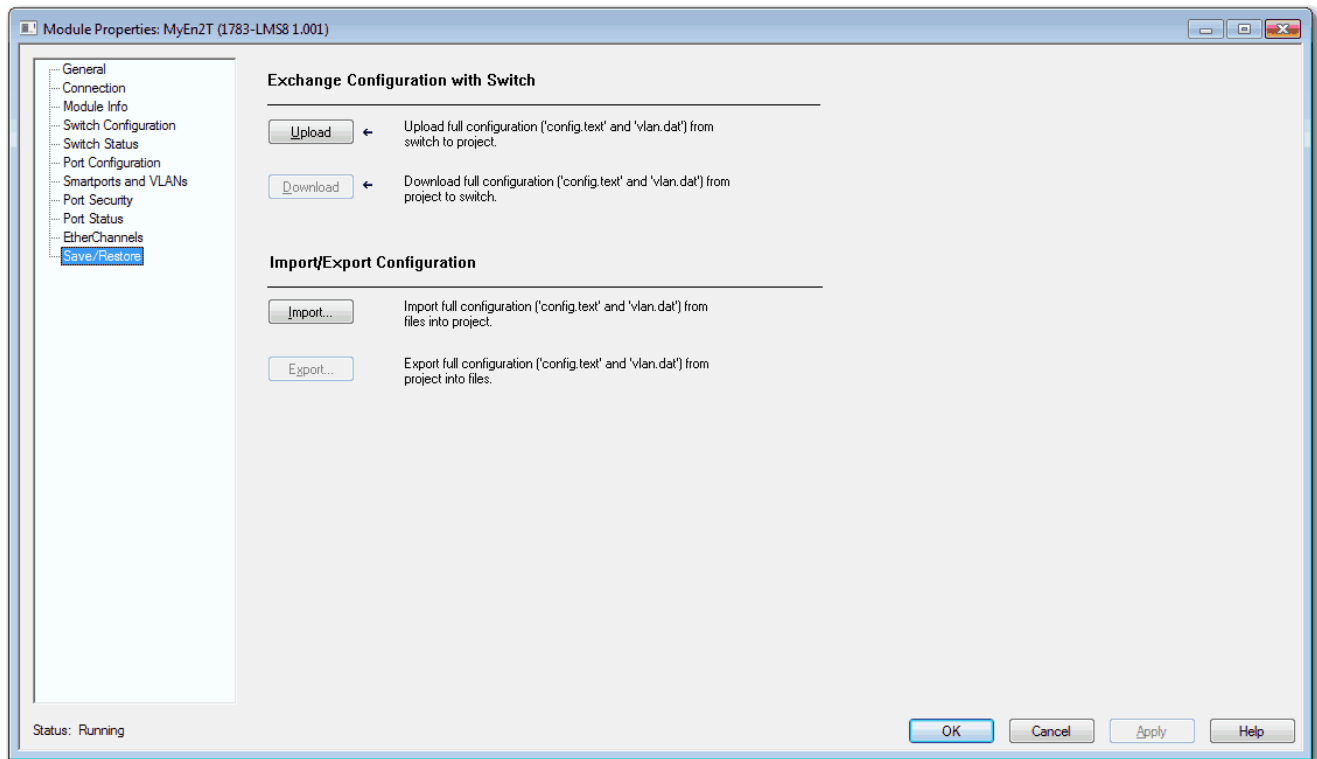 Module Properties: MyEn2T (1783-LMS8 1.001)
General
Connection
Module Info
Switch Configuration
Switch Status
Port Configuration
Smartports and VLANs
Port Security
Port Status
EtherChannels
Save/Restore
Exchange Configuration with Switch
Upload
Upload full configuration ('config.text' and 'vlan.dat') from
switch to project.
Download
Download full configuration ('config.text' and 'vlan.dat') from
project to switch.
Import/Export Configuration
Import...
Import full configuration ('config.text' and 'vlan.dat') from
files into project.
Export...
Export full configuration ('config.text' and 'vlan.dat') from
project into files.
Status: Running
OK
Cancel
Apply
Help